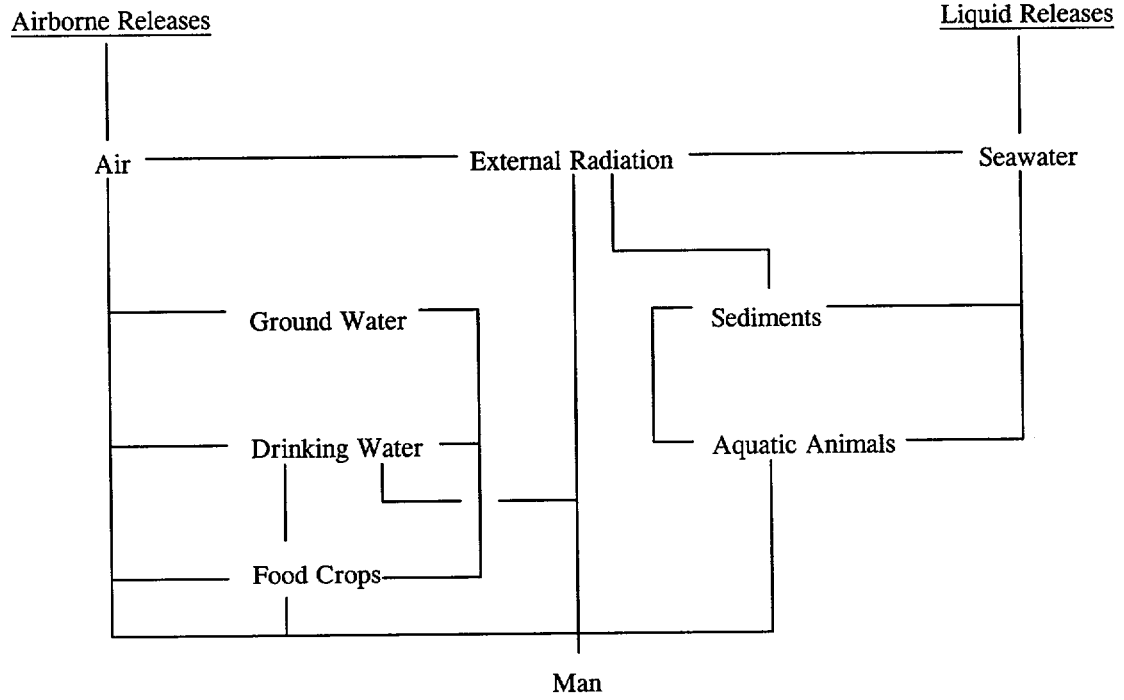 Airborne Releases
Liquid Releases
Air
External Radiation
Seawater
Ground Water
Sediments
Drinking Water
Aquatic Animals
Food Crops
Man